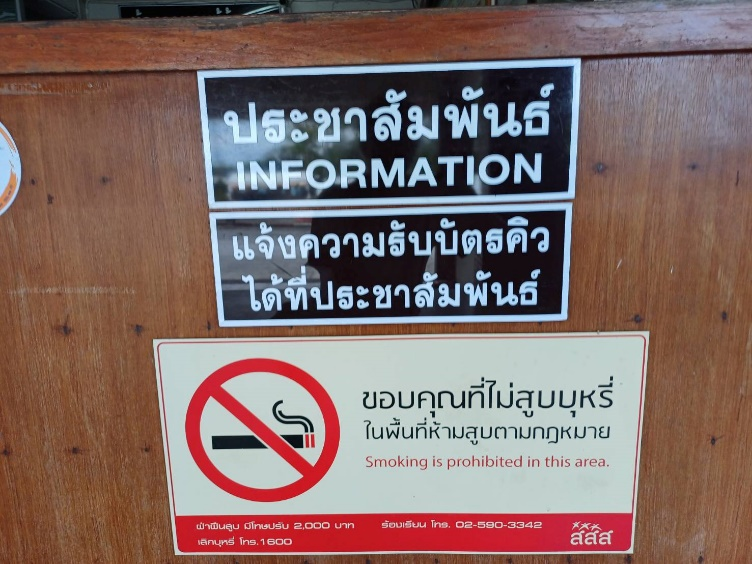 ประชาสัมพันธ์
INFORMATION
แจ้งความรับบัตรคิว
ได้ที่ประชาสัมพันธ์
ขอบคุณที่ไม่สูบบุหรี่
ในพื้นที่ห้ามสูบตามกฎหมาย
Smoking is prohibited in this area.
ฝ่าฝืนสูบ มีโทษปรับ 2,000 บาท ร้องเรียน โทร. 02-590-3342
เลิกบุหรี่ โทร.1600
สสส